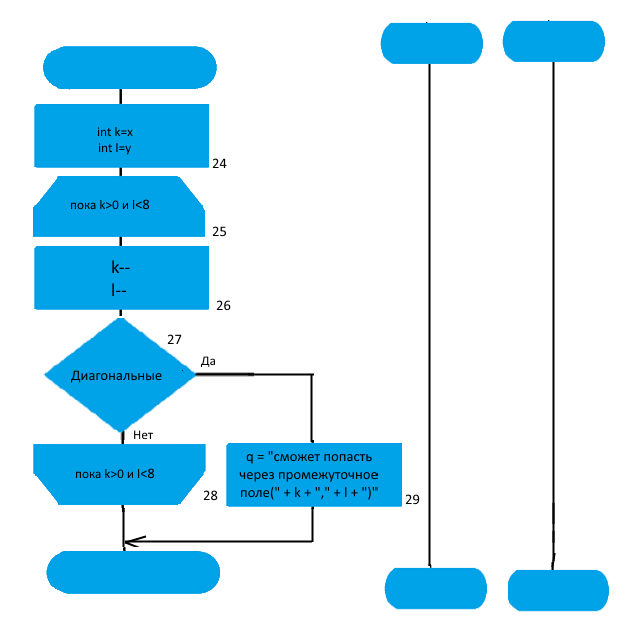 int k=x
int l=y
24
пока k>0 и l<8
25
k--
l--
26
27
Диагональные
Да
Нет
пока k>0 и l<8
28
q = "сможет попасть
через промежуточное
поле(" + k + "," + l + ")"
29